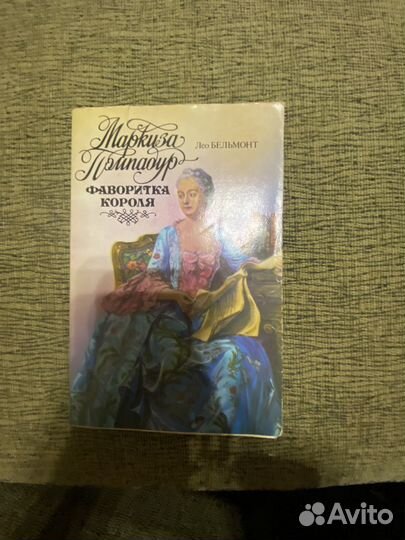 Маркиза
Помпадур
Лео БЕЛЬМОНТ
ФАВОРИТКА
КОРОЛЯ
Avito